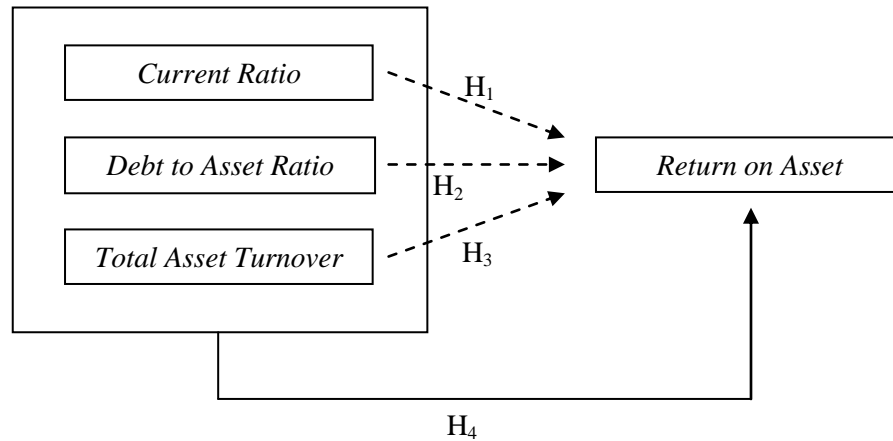 Current Ratio
H₁
Debt to Asset Ratio
Return on Asset
H₂
Total Asset Turnover
H₃
H₄